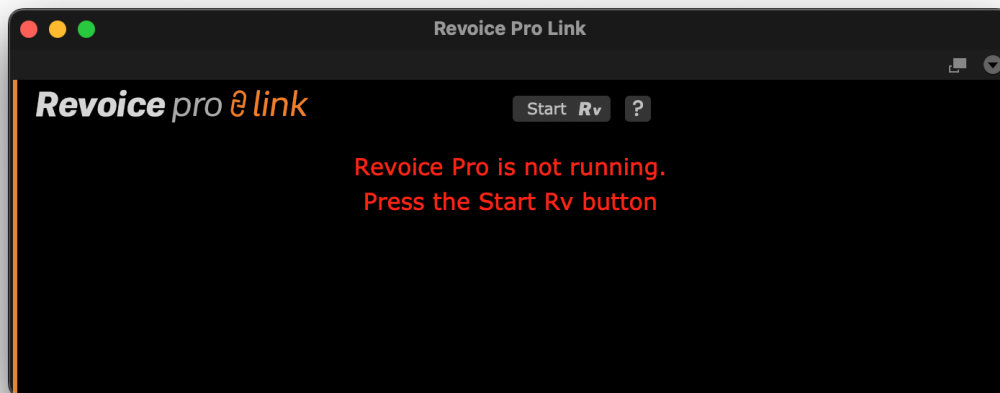 Revoice Pro Link
Revoice pro link
Start Rv ?
Revoice Pro is not running.
Press the Start Rv button